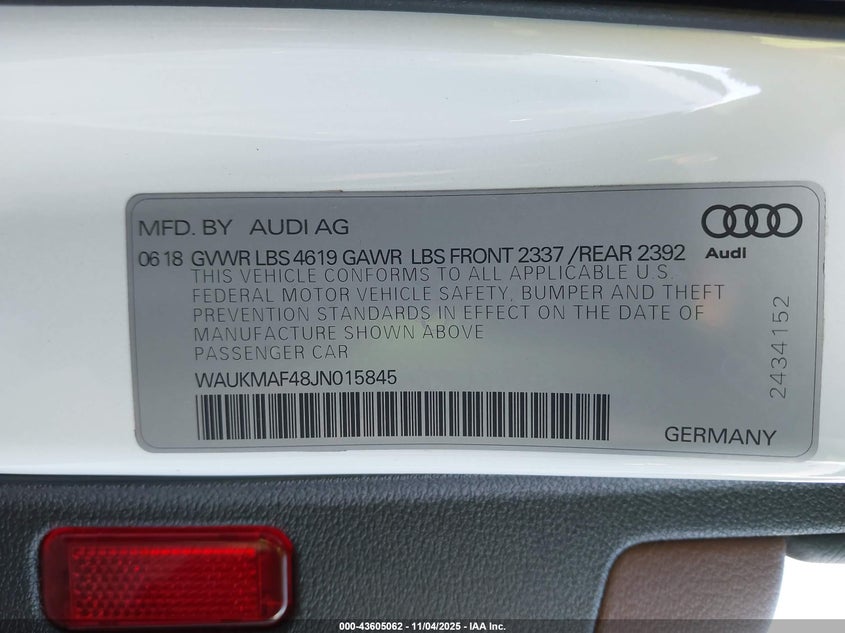 MFD. BY AUDI AG
Audi
06 18 GVWR LBS 4619 GAWR LBS FRONT 2337 /REAR 2392
THIS VEHICLE CONFORMS TO ALL APPLICABLE U.S.
FEDERAL MOTOR VEHICLE SAFETY, BUMPER AND THEFT
PREVENTION STANDARDS IN EFFECT ON THE DATE OF
MANUFACTURE SHOWN ABOVE
PASSENGER CAR
WAUKMAF48JN015845
2434152
GERMANY
000-43605062 - 11/04/2025 - IAA Inc.